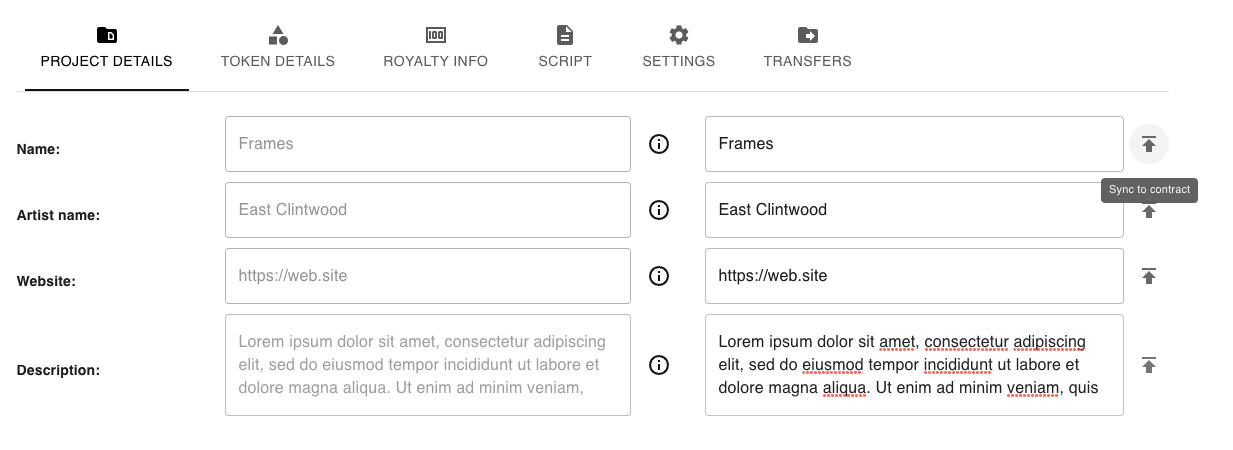 PROJECT DETAILS TOKEN DETAILS ROYALTY INFO SCRIPT SETTINGS TRANSFERS
Name: Frames Frames
Sync to contract
Artist name: East Clintwood East Clintwood
Website: https://web.site https://web.site
Description:
Lorem ipsum dolor sit amet, consectetur adipiscing
elit, sed do eiusmod tempor incididunt ut labore et
dolore magna aliqua. Ut enim ad minim veniam,
Lorem ipsum dolor sit amet, consectetur adipiscing
elit, sed do eiusmod tempor incididunt ut labore et
dolore magna aliqua. Ut enim ad minim veniam, quis